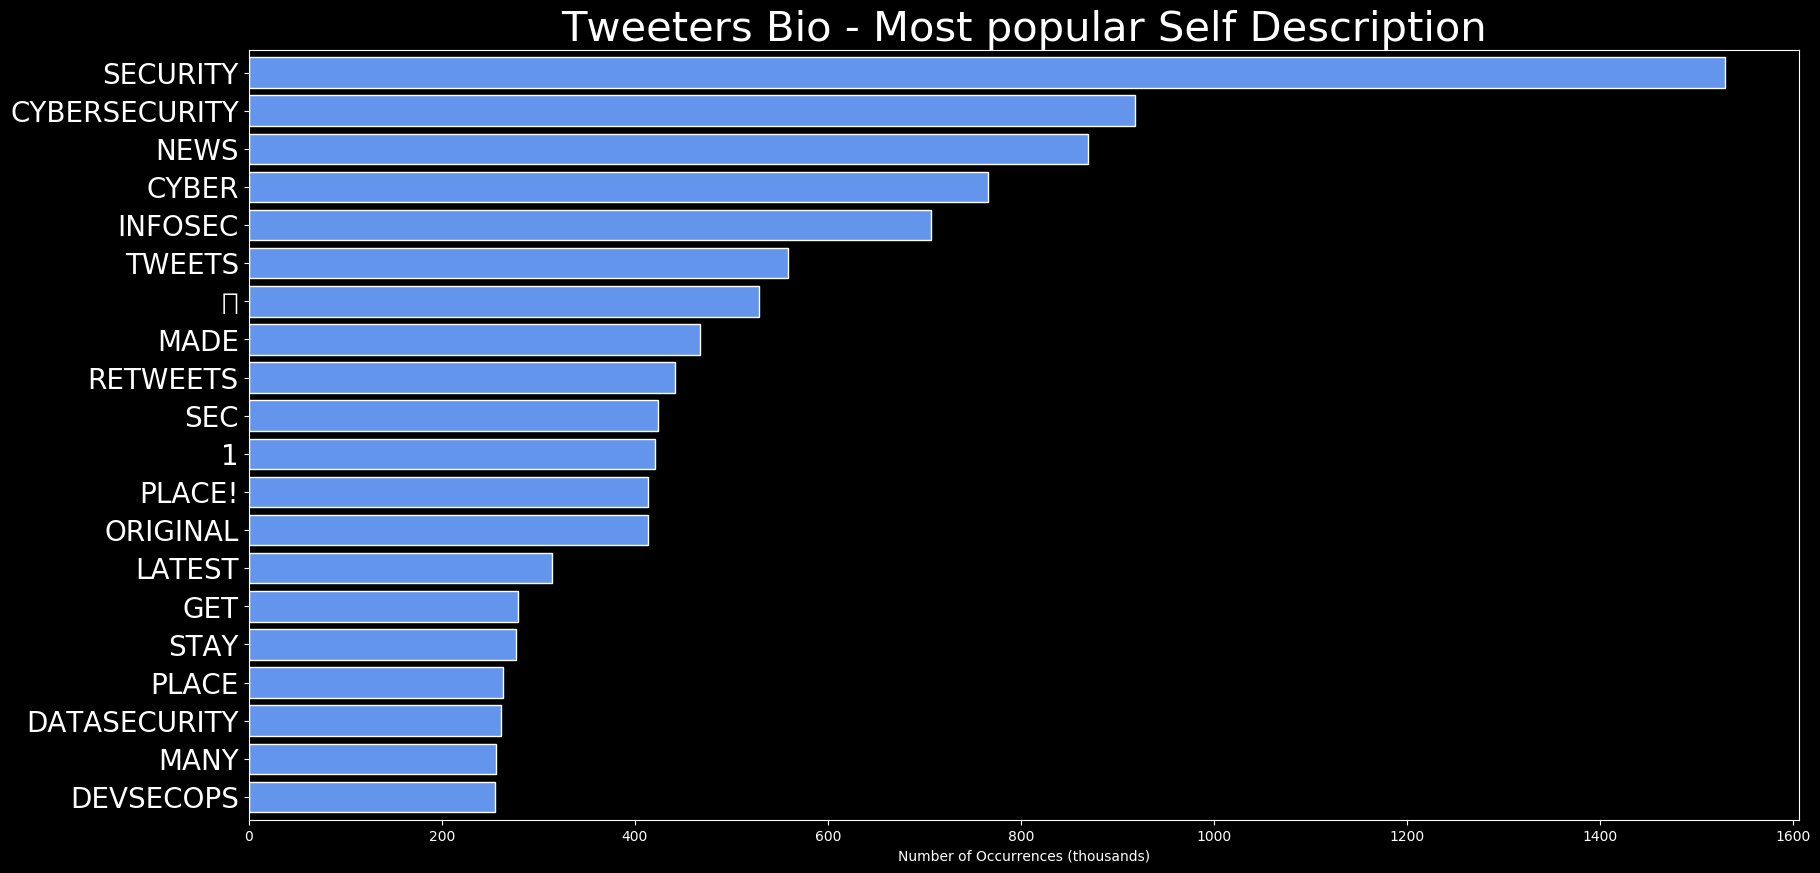 Tweeters Bio - Most popular Self Description
SECURITY
CYBERSECURITY
NEWS
CYBER
INFOSEC
TWEETS
MADE
RETWEETS
SEC
1
PLACE!
ORIGINAL
LATEST
GET
STAY
PLACE
DATASECURITY
MANY
DEVSECOPS
0 200 400 600 800 1000 1200 1400 1600
Number of Occurrences (thousands)